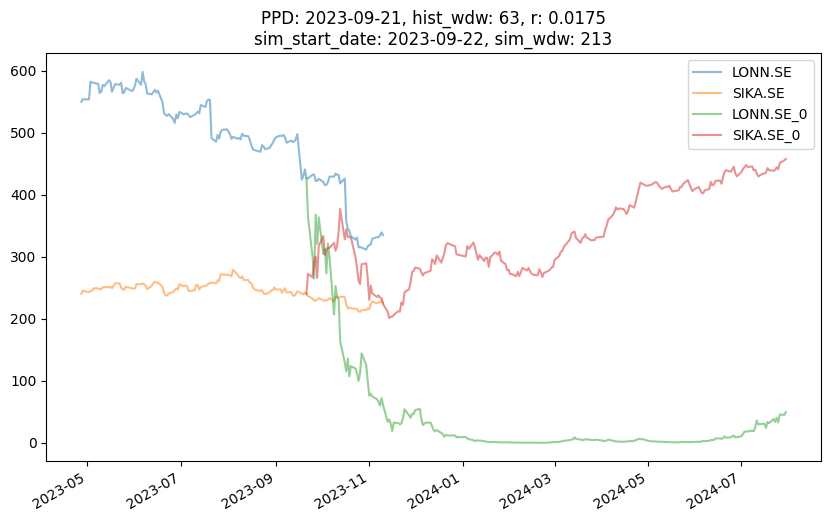 PPD: 2023-09-21, hist_wdw: 63, r: 0.0175
sim_start_date: 2023-09-22, sim_wdw: 213
LONN.SE
SIKA.SE
LONN.SE_0
SIKA.SE_0
600
500
400
300
200
100
0
2023-05
2023-07
2023-09
2023-11
2024-01
2024-03
2024-05
2024-07